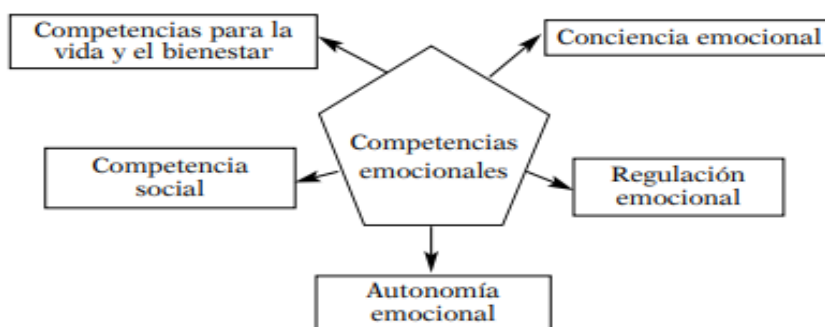 Competencias para la
vida y el bienestar
Conciencia emocional
Competencias
emocionales
Competencia
social
Regulación
emocional
Autonomía
emocional